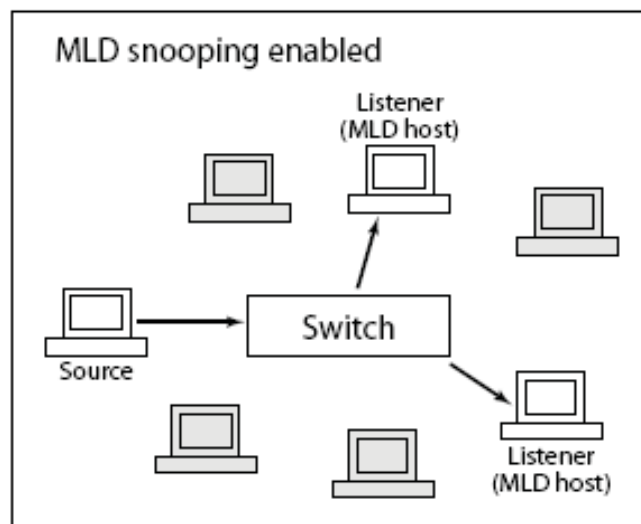 MLD snooping enabled
Listener
(MLD host)
Switch
Source
Listener
(MLD host)